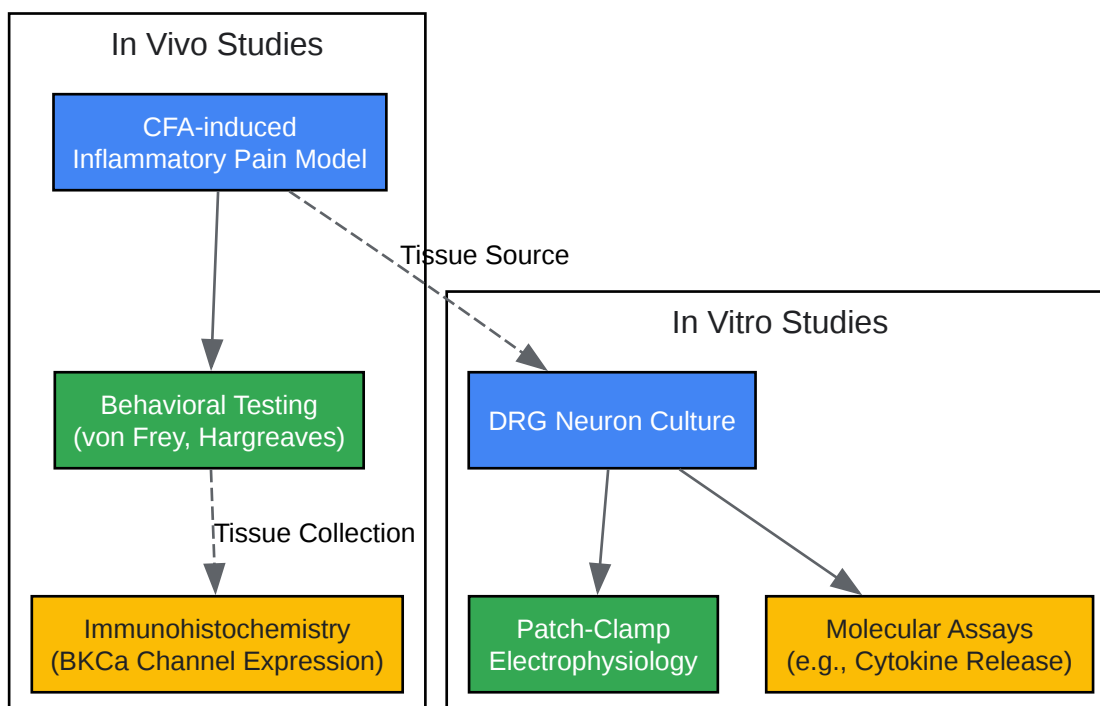 In Vivo Studies
CFA-induced
Inflammatory Pain Model
Tissue Source
In Vitro Studies
Behavioral Testing
(von Frey, Hargreaves)
DRG Neuron Culture
Tissue Collection
Immunohistochemistry
(BKCa Channel Expression)
Patch-Clamp
Electrophysiology
Molecular Assays
(e.g., Cytokine Release)